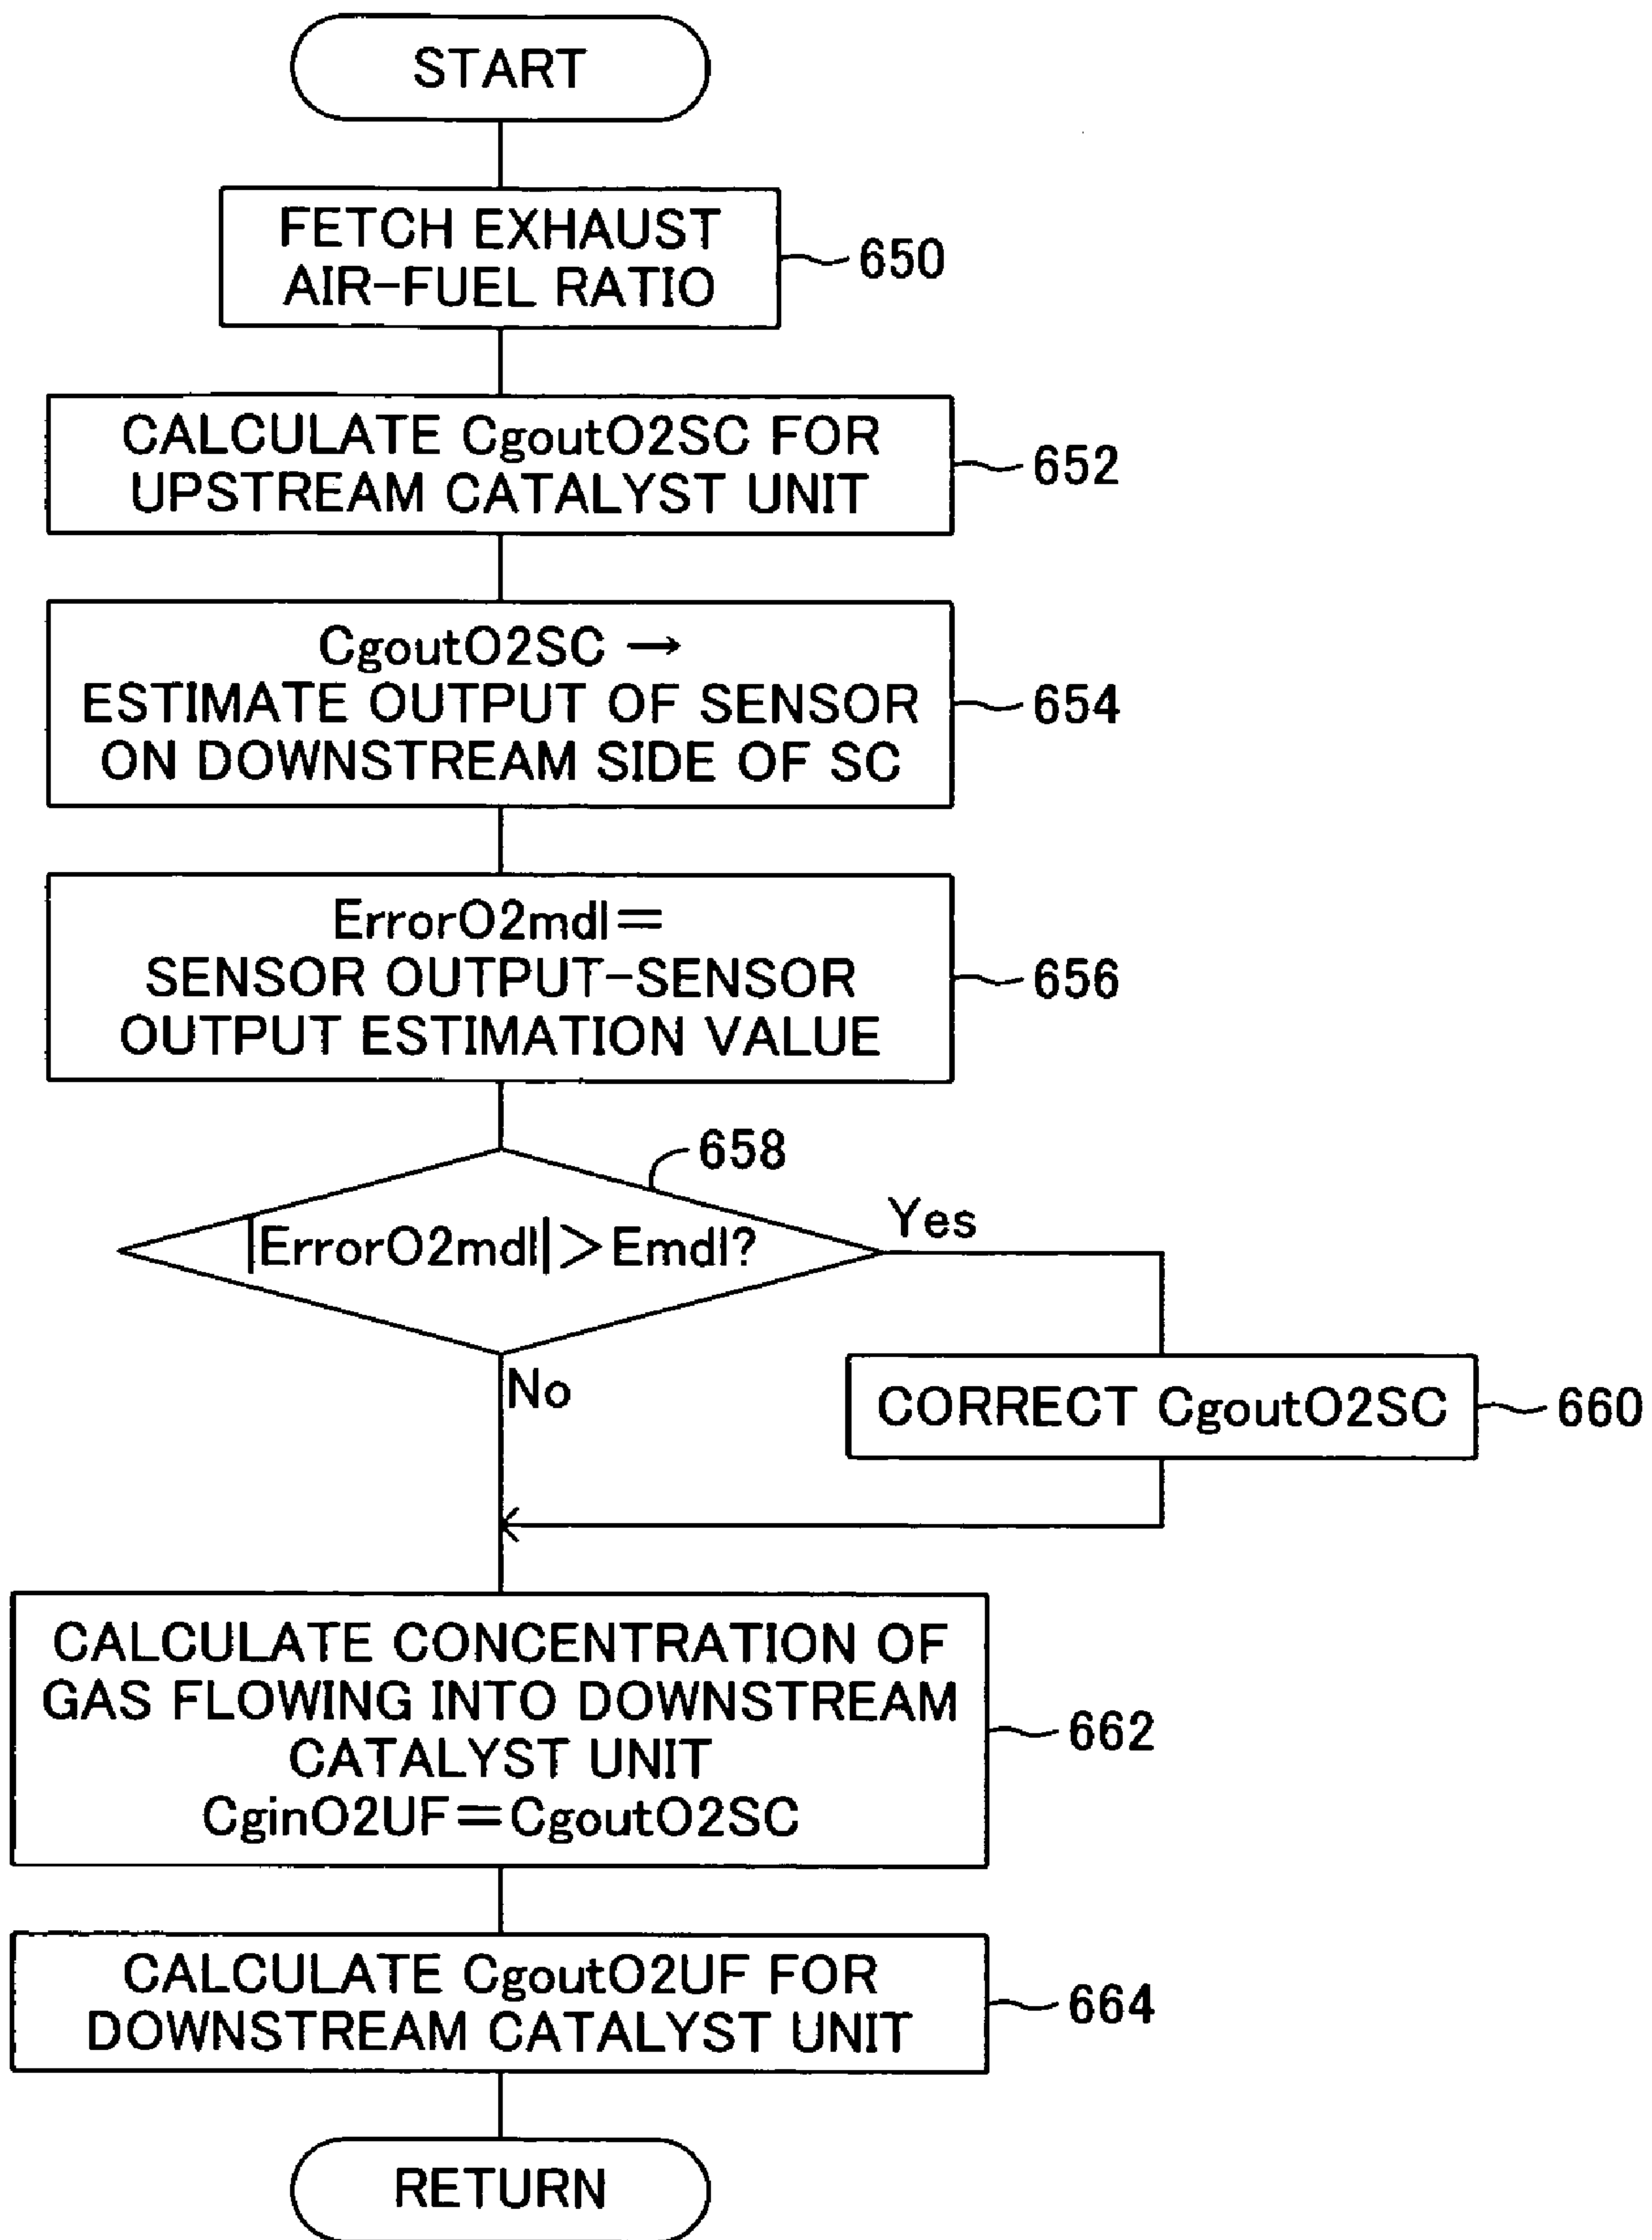 START
FETCH EXHAUST
AIR-FUEL RATIO
650
CALCULATE CgoutO2SC FOR
UPSTREAM CATALYST UNIT
652
CgoutO2SC →
ESTIMATE OUTPUT OF SENSOR
ON DOWNSTREAM SIDE OF SC
654
ErrorO2mdl=
SENSOR OUTPUT-SENSOR
OUTPUT ESTIMATION VALUE
656
658
|ErrorO2mdl|>Emdl?
Yes
No
CORRECT CgoutO2SC
660
CALCULATE CONCENTRATION OF
GAS FLOWING INTO DOWNSTREAM
CATALYST UNIT
CginO2UF=CgoutO2SC
662
CALCULATE CgoutO2UF FOR
DOWNSTREAM CATALYST UNIT
664
RETURN